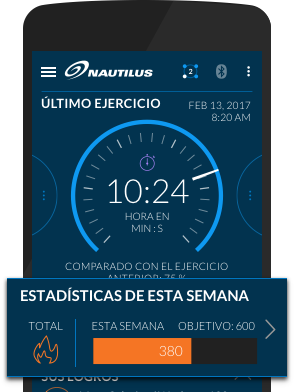 NAUTILUS
2
ÚLTIMO EJERCICIO
FEB 13, 2017
8:20 AM
10:24
HORA EN
MIN : S
COMPARADO CON EL EJERCICIO
ANTERIOR: 75 %
ESTADÍSTICAS DE ESTA SEMANA
TOTAL
ESTA SEMANA OBJETIVO: 600
380
SUS LOGROS